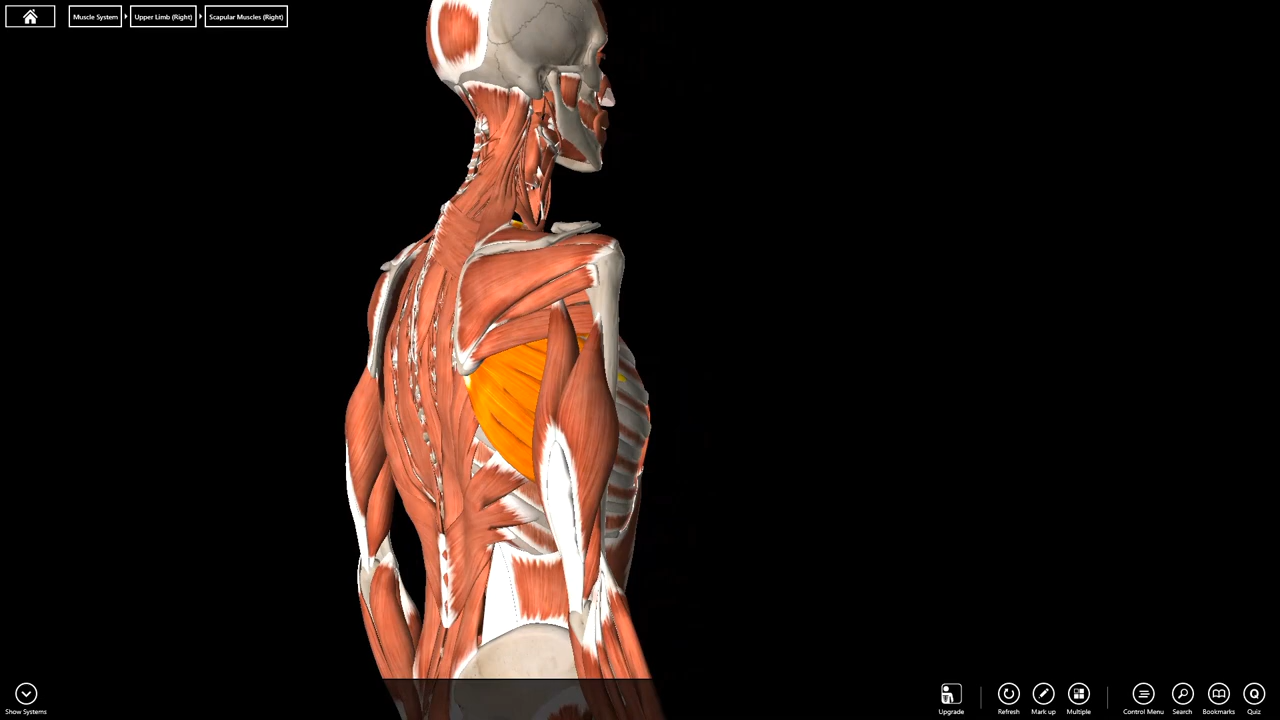 Muscle System
Upper Limb (Right)
Scapular Muscles (Right)
Show Systems
Upgrade
Refresh
Mark up
Multiple
Control Menu
Search
Bookmarks
Quiz